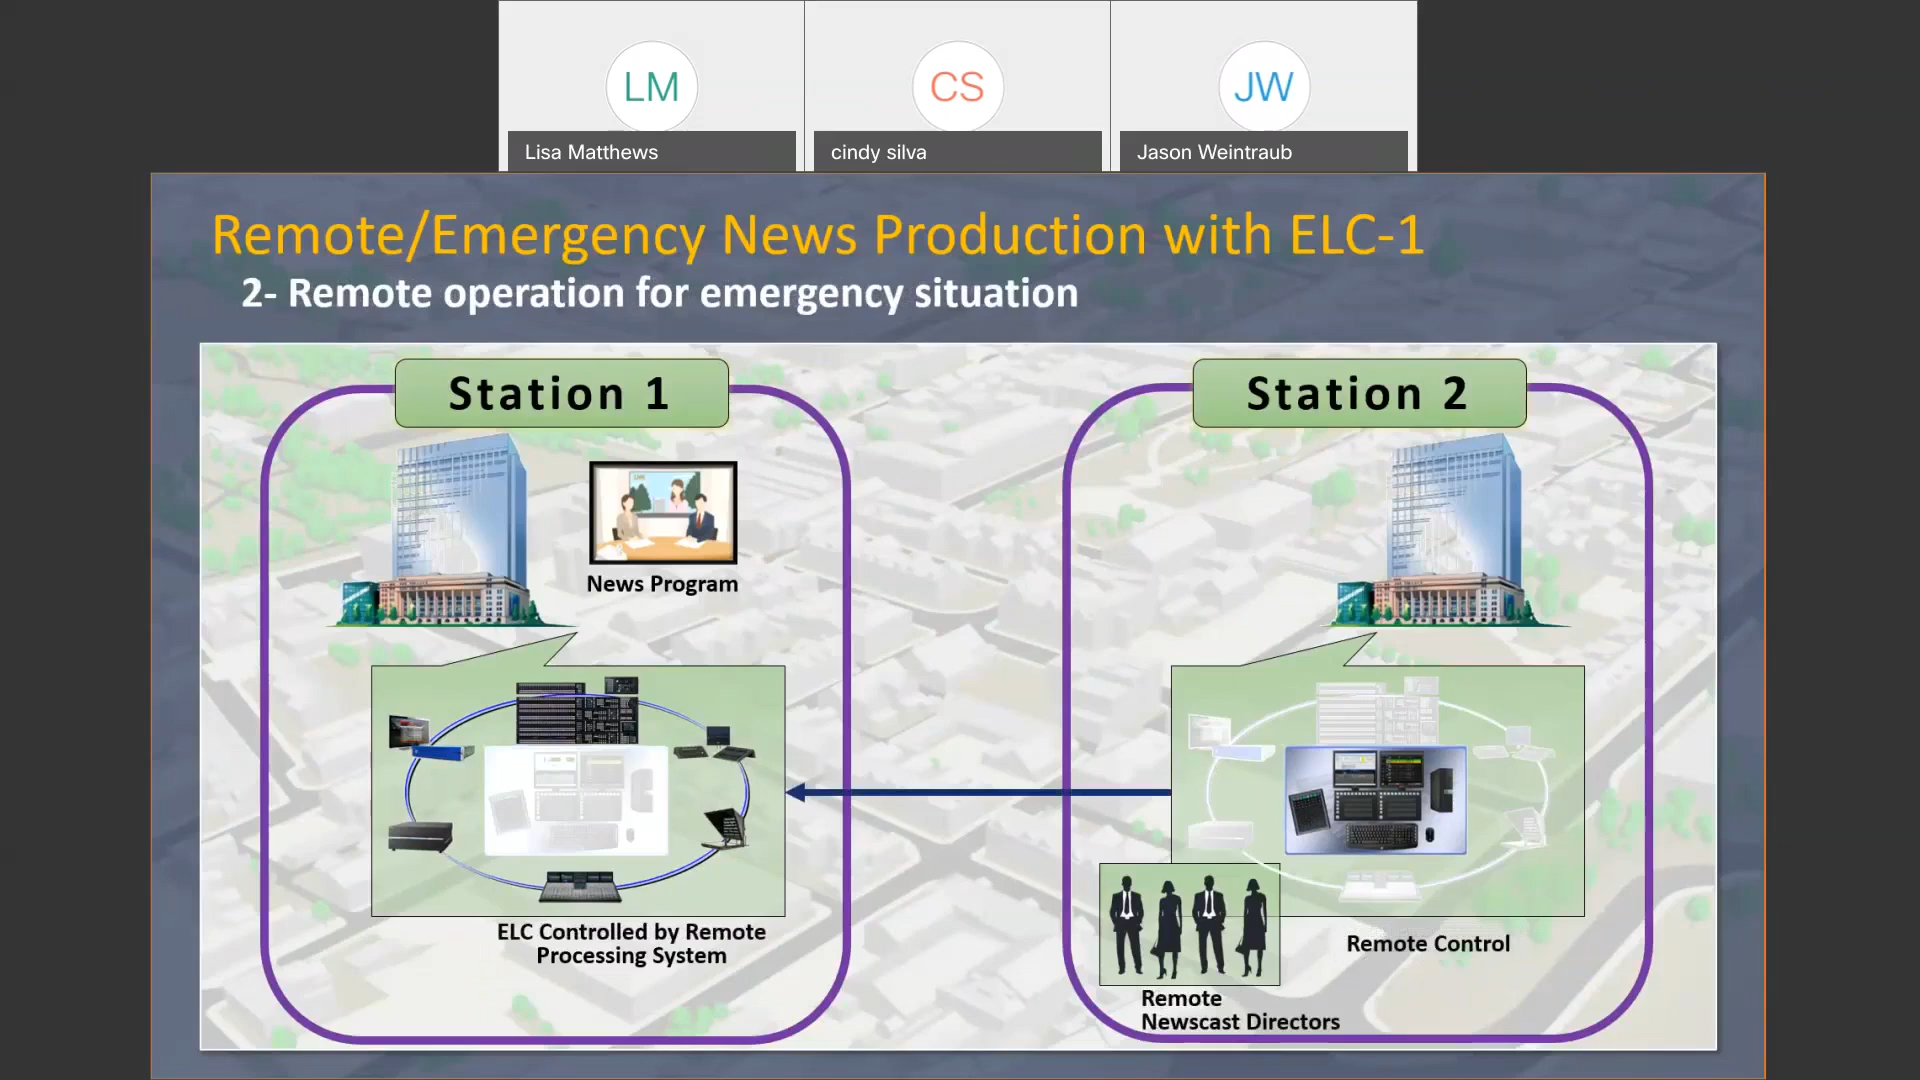 LM
CS
JW
Lisa Matthews
cindy silva
Jason Weintraub
Remote/Emergency News Production with ELC-1
2- Remote operation for emergency situation
Station 1
Station 2
News Program
ELC Controlled by Remote
Processing System
Remote Control
Remote
Newscast Directors